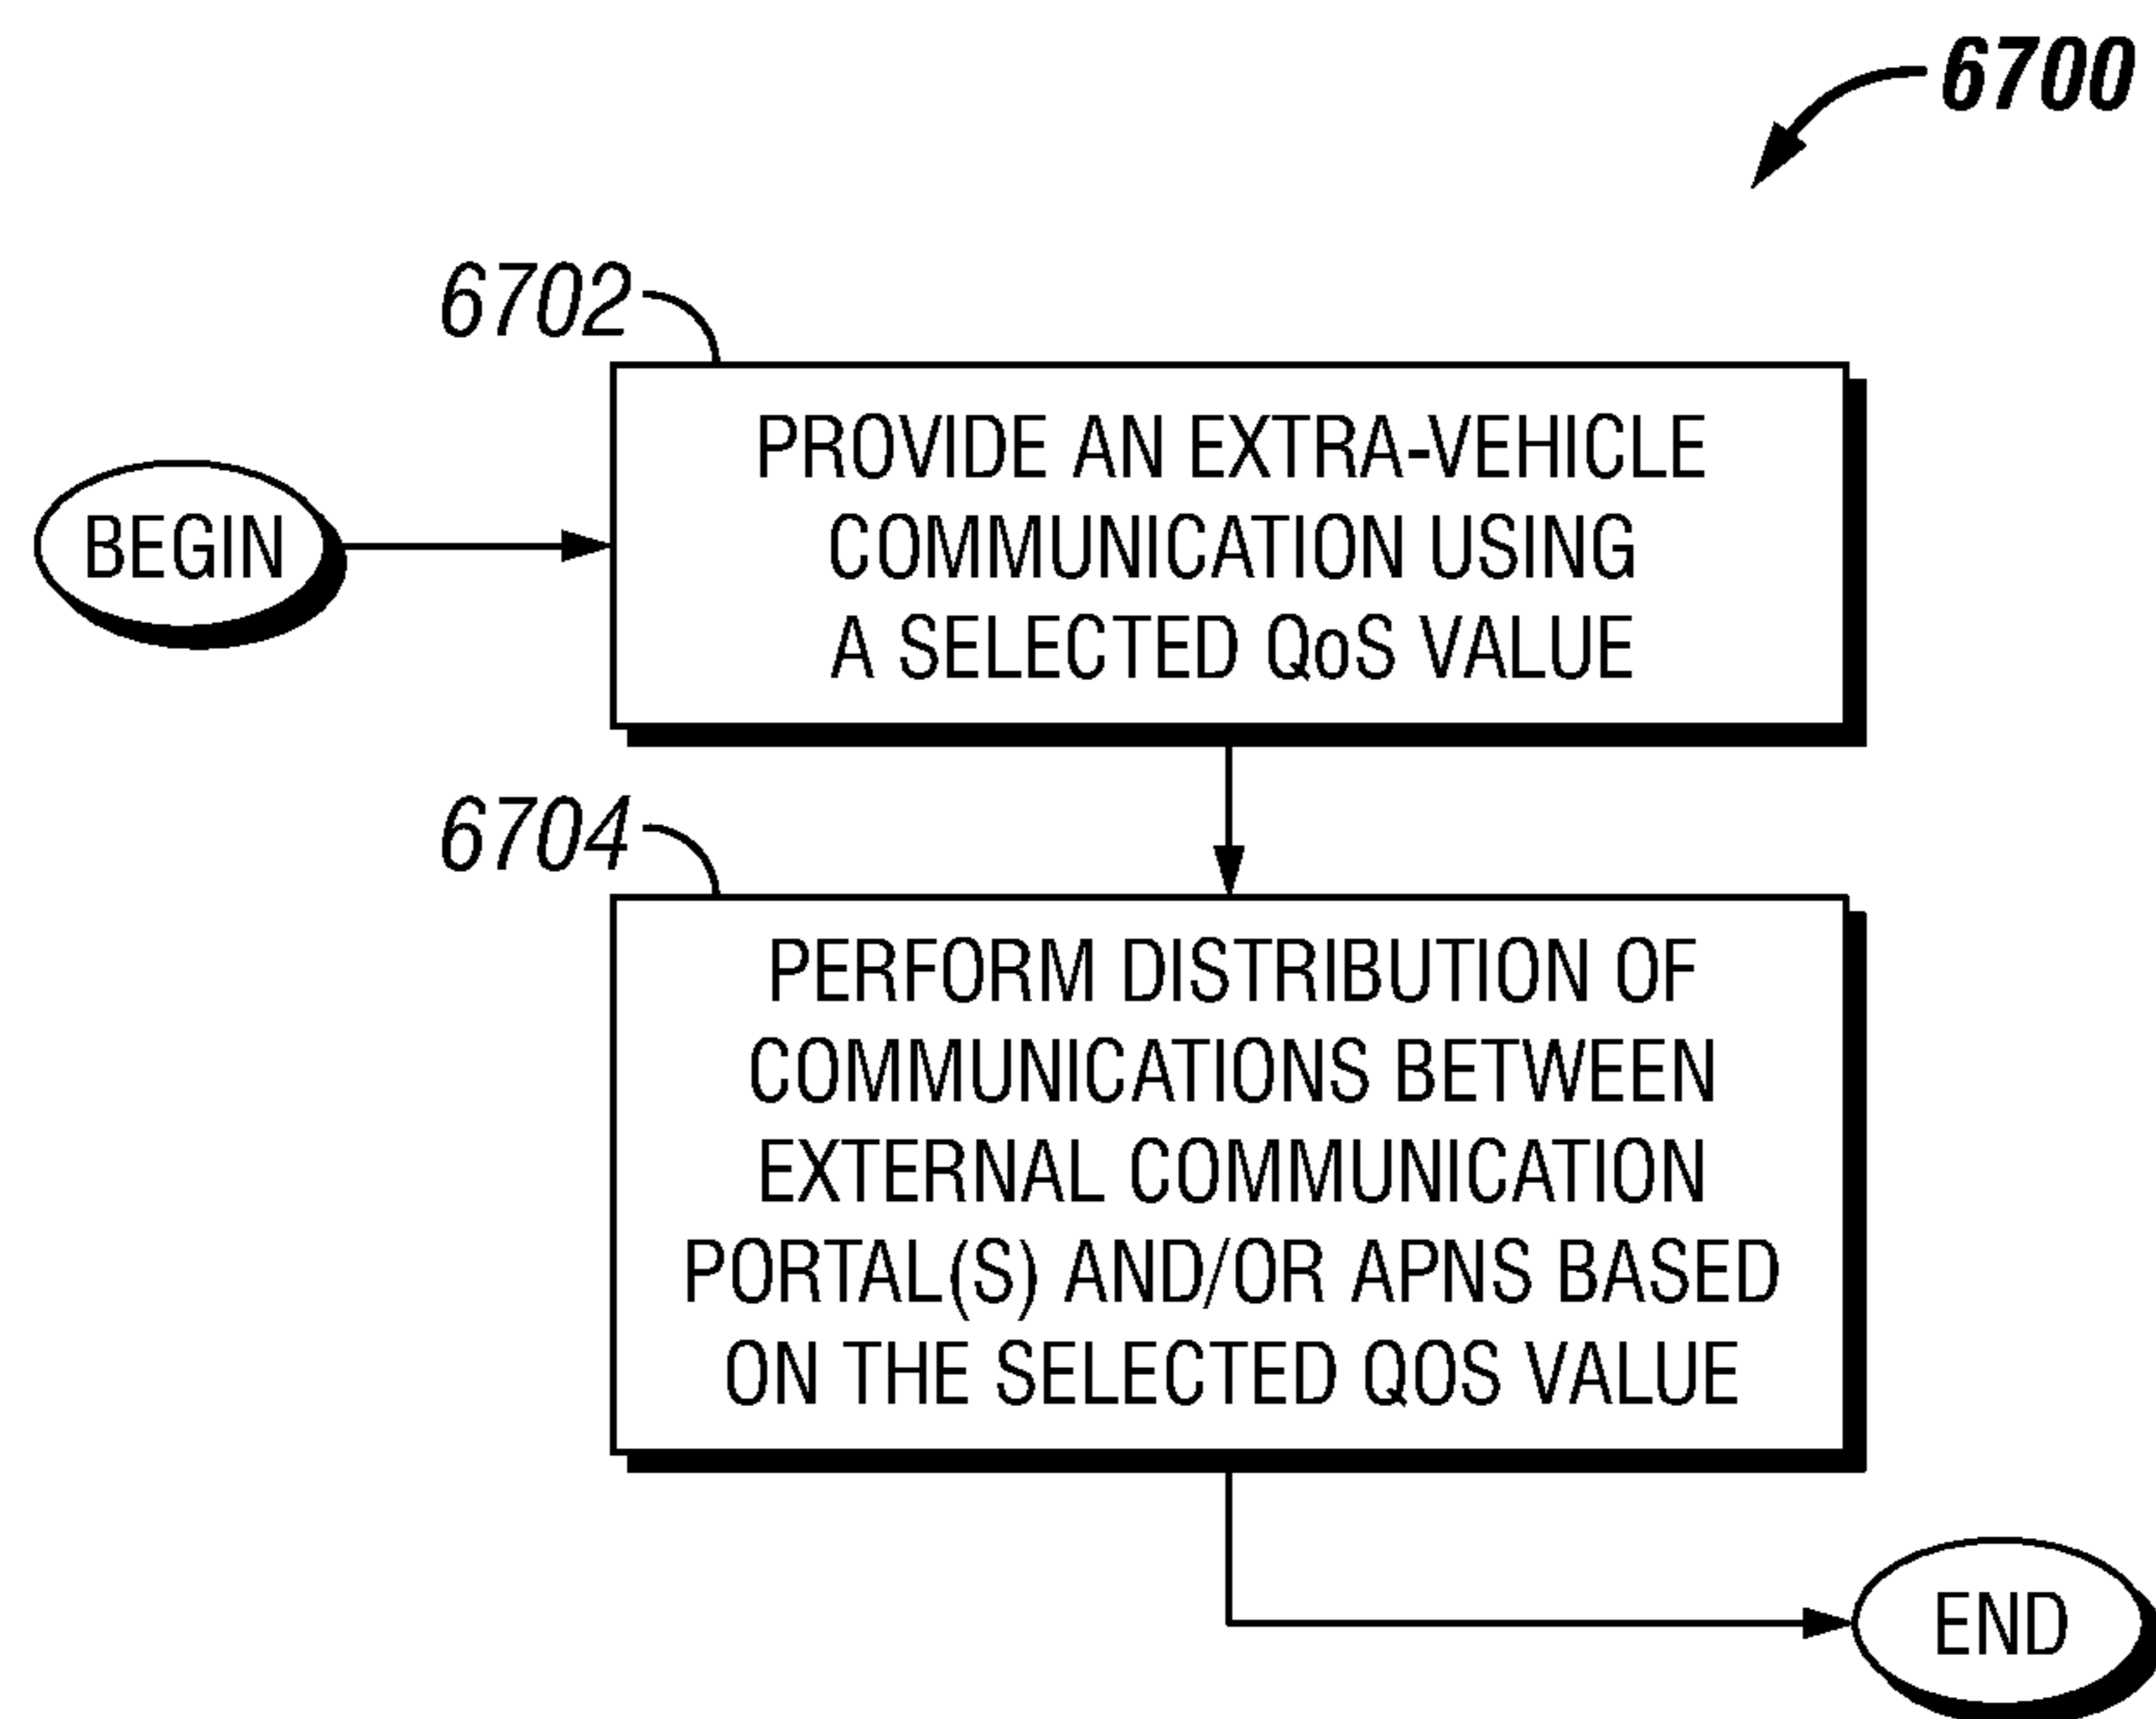 6700
6702
PROVIDE AN EXTRA-VEHICLE
COMMUNICATION USING
A SELECTED QoS VALUE
BEGIN
6704
PERFORM DISTRIBUTION OF
COMMUNICATIONS BETWEEN
EXTERNAL COMMUNICATION
PORTAL(S) AND/OR APNS BASED
ON THE SELECTED QOS VALUE
END